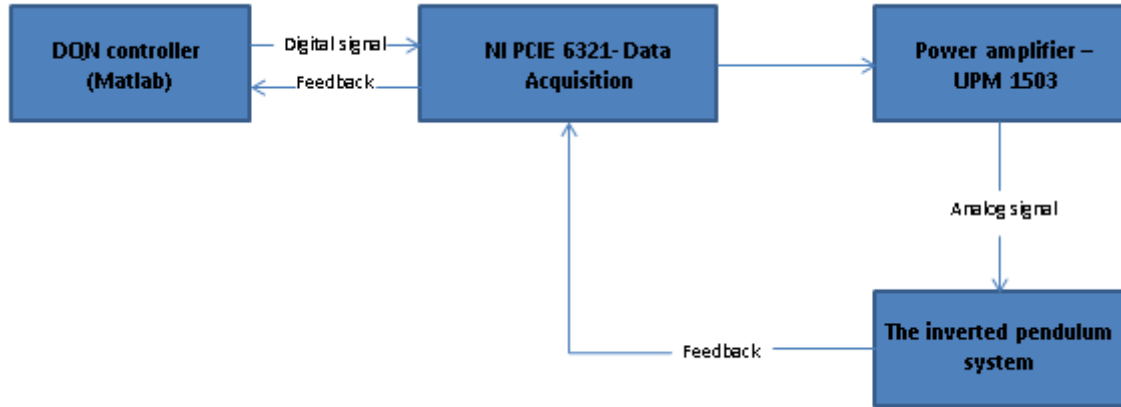 DQN controller
(Matlab)
Digital signal
Feedback
NI PCIE 6321- Data
Acquisition
Power amplifier –
UPM 1503
Analog signal
The inverted pendulum
system
Feedback